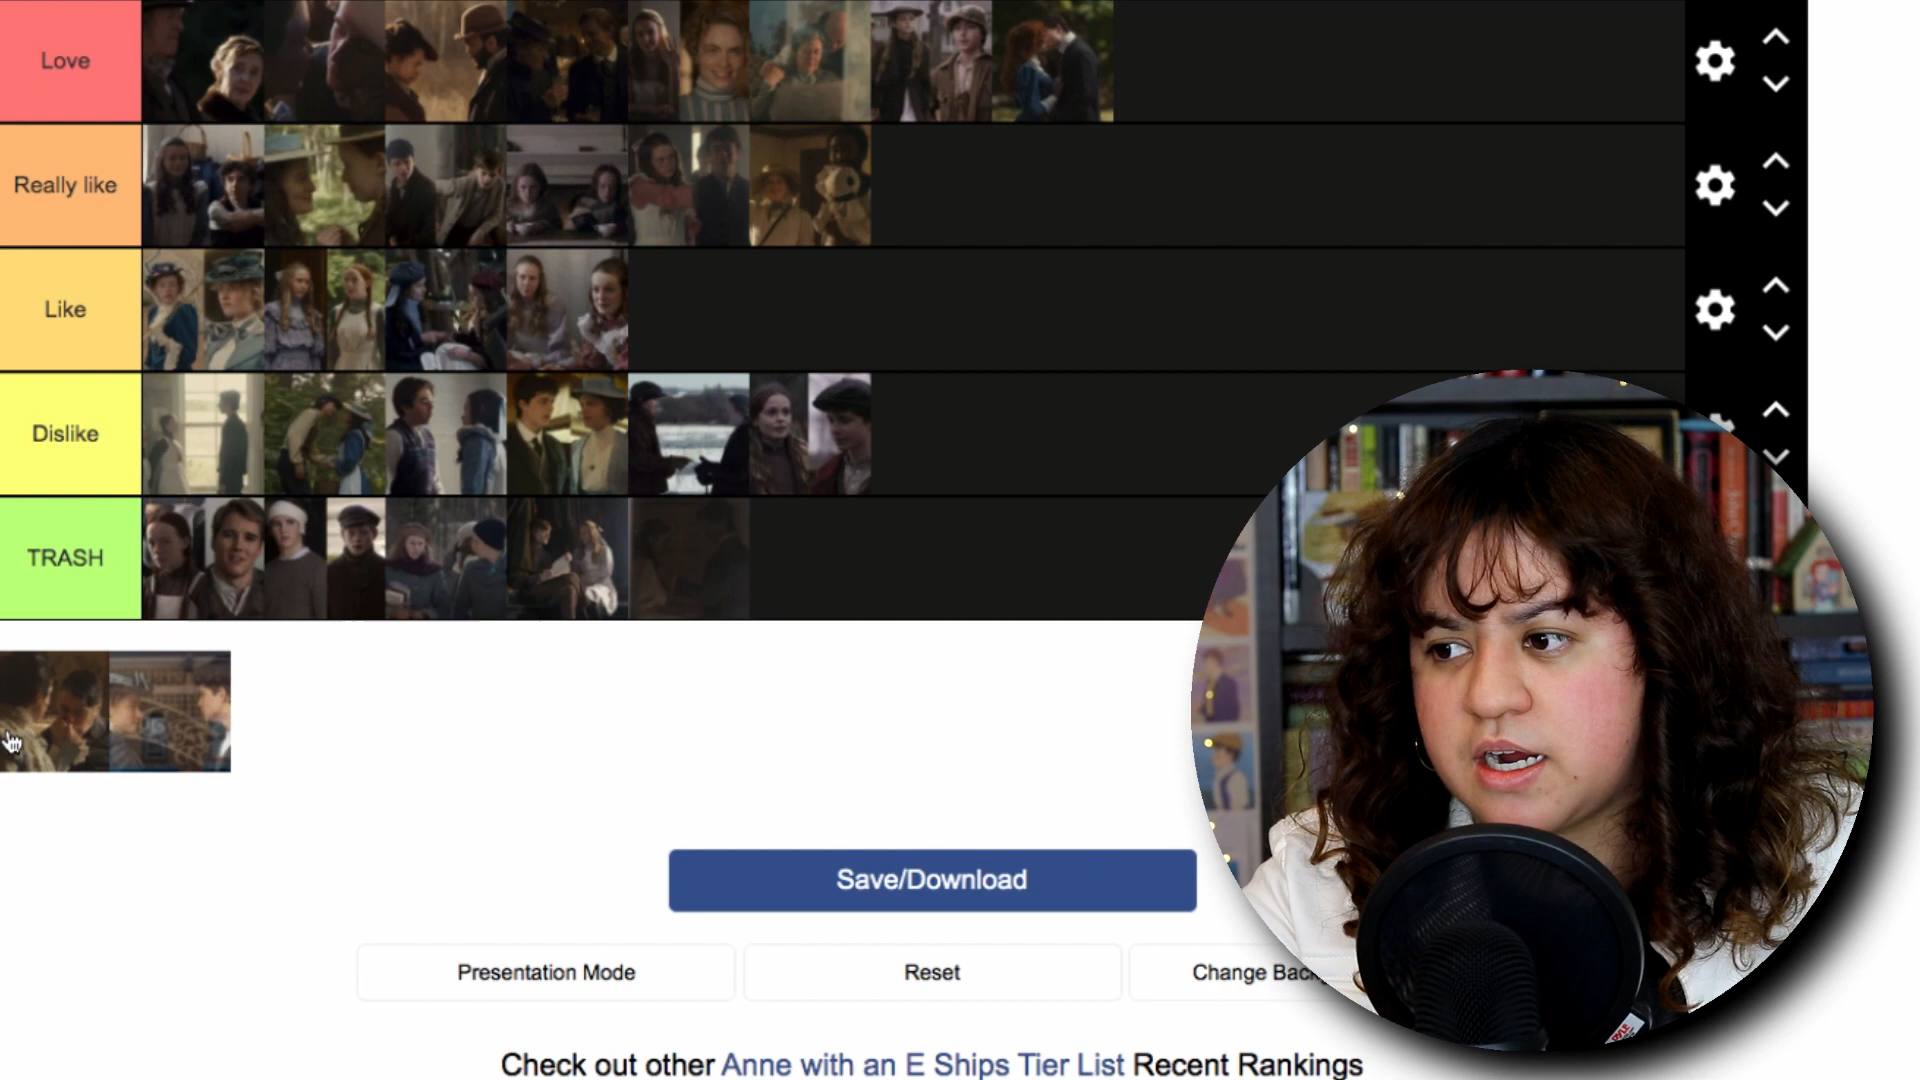 Love
Really like
Like
Dislike
TRASH
Save/Download
Presentation Mode
Reset
Change
Check out other Anne with an E Ships Tier List Recent Rankings